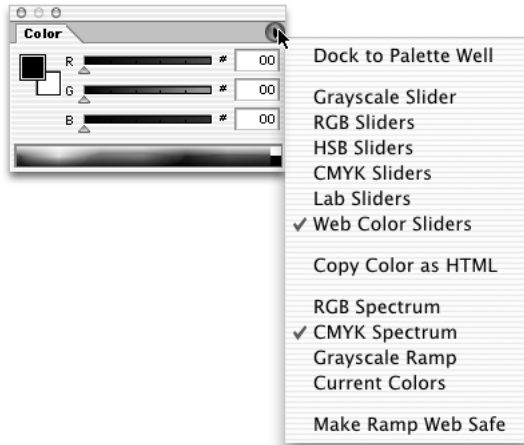 Color
R # 00
G # 00
B # 00
Dock to Palette Well
Grayscale Slider
RGB Sliders
HSB Sliders
CMYK Sliders
Lab Sliders
✓ Web Color Sliders
Copy Color as HTML
RGB Spectrum
✓ CMYK Spectrum
Grayscale Ramp
Current Colors
Make Ramp Web Safe